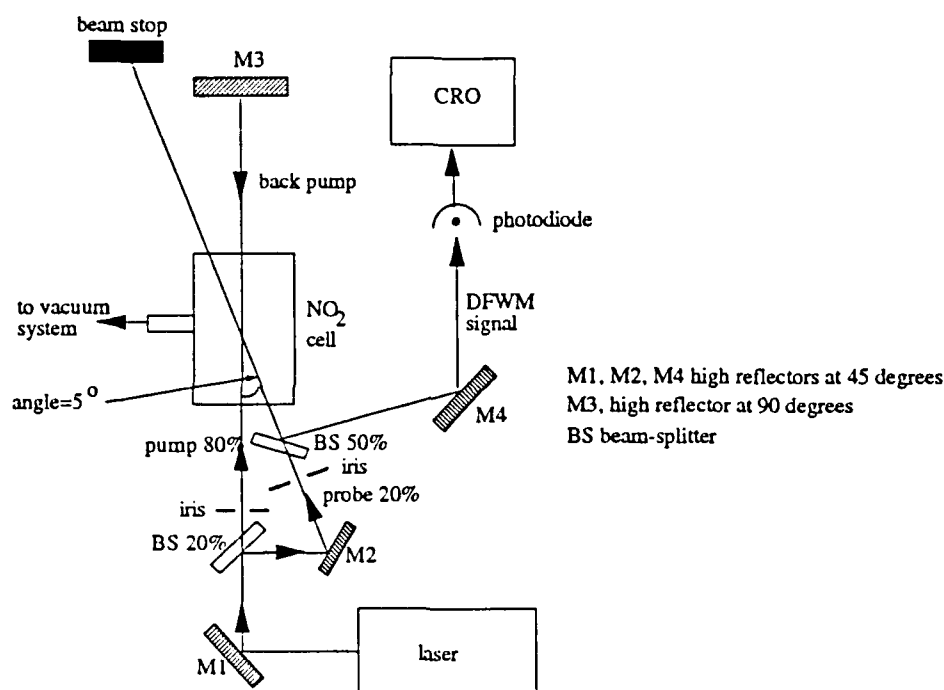 beam stop
M3
CRO
back pump
photodiode
to vacuum
system
NO2
cell
DFWM
signal
angle=5°
M4
M1, M2, M4 high reflectors at 45 degrees
M3, high reflector at 90 degrees
BS beam-splitter
pump 80%
BS 50%
iris
probe 20%
iris
BS 20%
M2
M1
laser